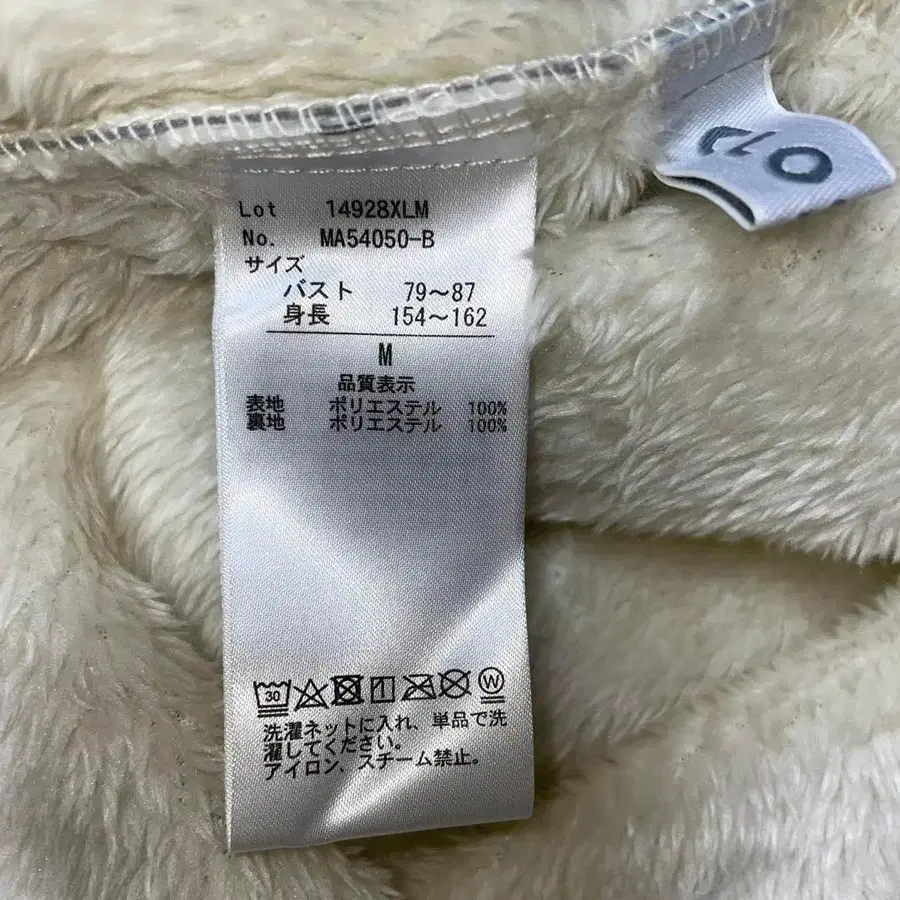 Lot 14928XLM
No. MA54050-B
サイズ
バスト 79～87
身長 154～162
M
品質表示
表地 ポリエステル 100%
裏地 ポリエステル 100%
30 W
洗濯ネットに入れ、単品で洗
濯してください。
アイロン、スチーム禁止。